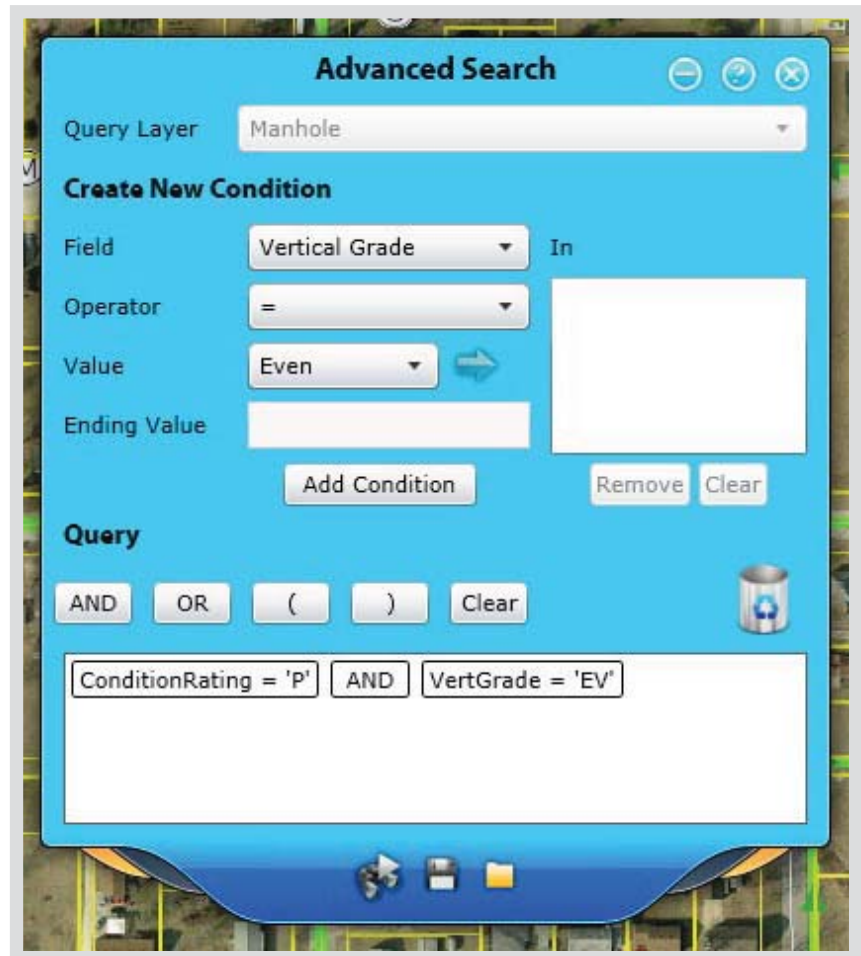 Advanced Search
Query Layer Manhole
M
Create New Condition
Field Vertical Grade In
Operator =
Value Even
Ending Value
Add Condition Remove Clear
Query
AND OR ( ) Clear
ConditionRating = 'P' AND VertGrade = 'EV'